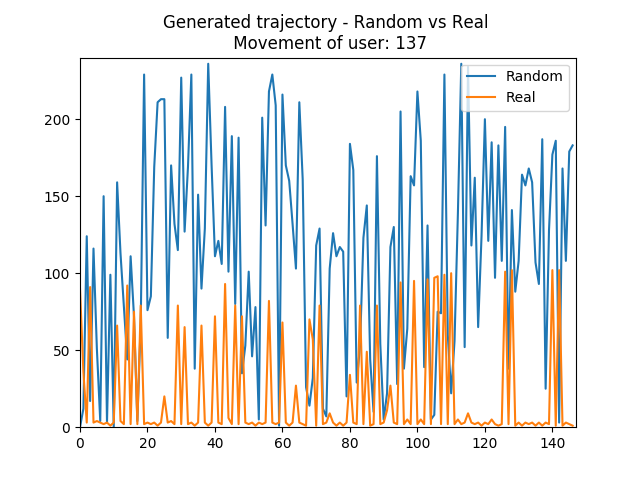 Generated trajectory - Random vs Real
Movement of user: 137
Random
Real
200
150
100
50
0
0 20 40 60 80 100 120 140